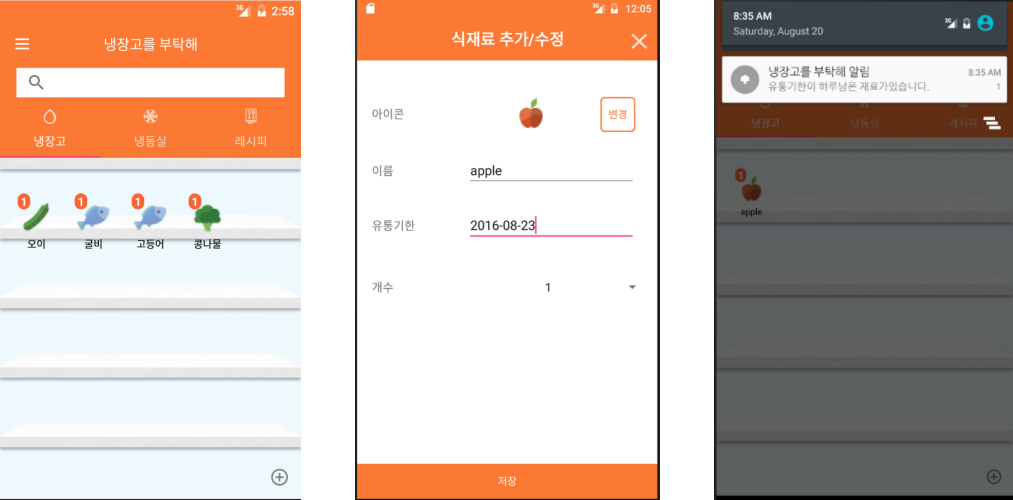 3G 2:58
냉장고를 부탁해
냉장고 냉동실 레시피
1 1 1 1
오이 굴비 고등어 콩나물
3G 12:05
식재료 추가/수정
아이콘 변경
이름 apple
유통기한 2016-08-23
개수 1
저장
8:35 AM 3G
Saturday, August 20
냉장고를 부탁해 알림 8:35 AM
유통기한이 하루남은 재료가있습니다. 1
냉장고 냉동실 레시피
1
apple